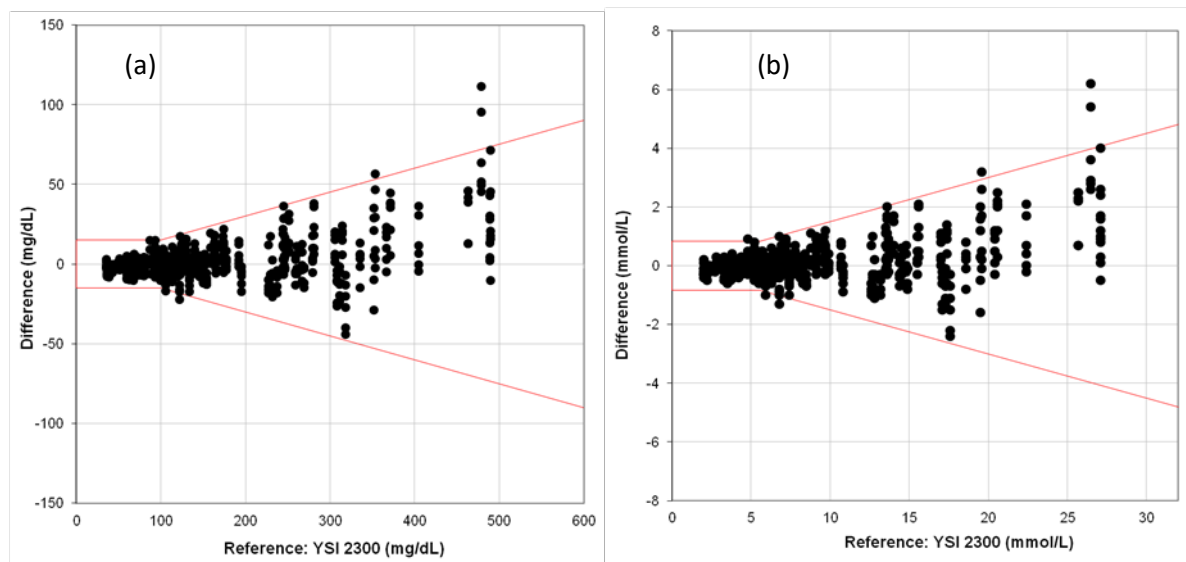 (a)
150
100
50
0
-50
-100
-150
0 100 200 300 400 500 600
Difference (mg/dL)
Reference: YSI 2300 (mg/dL)
(b)
8
6
4
2
0
-2
-4
-6
-8
0 5 10 15 20 25 30
Difference (mmol/L)
Reference: YSI 2300 (mmol/L)